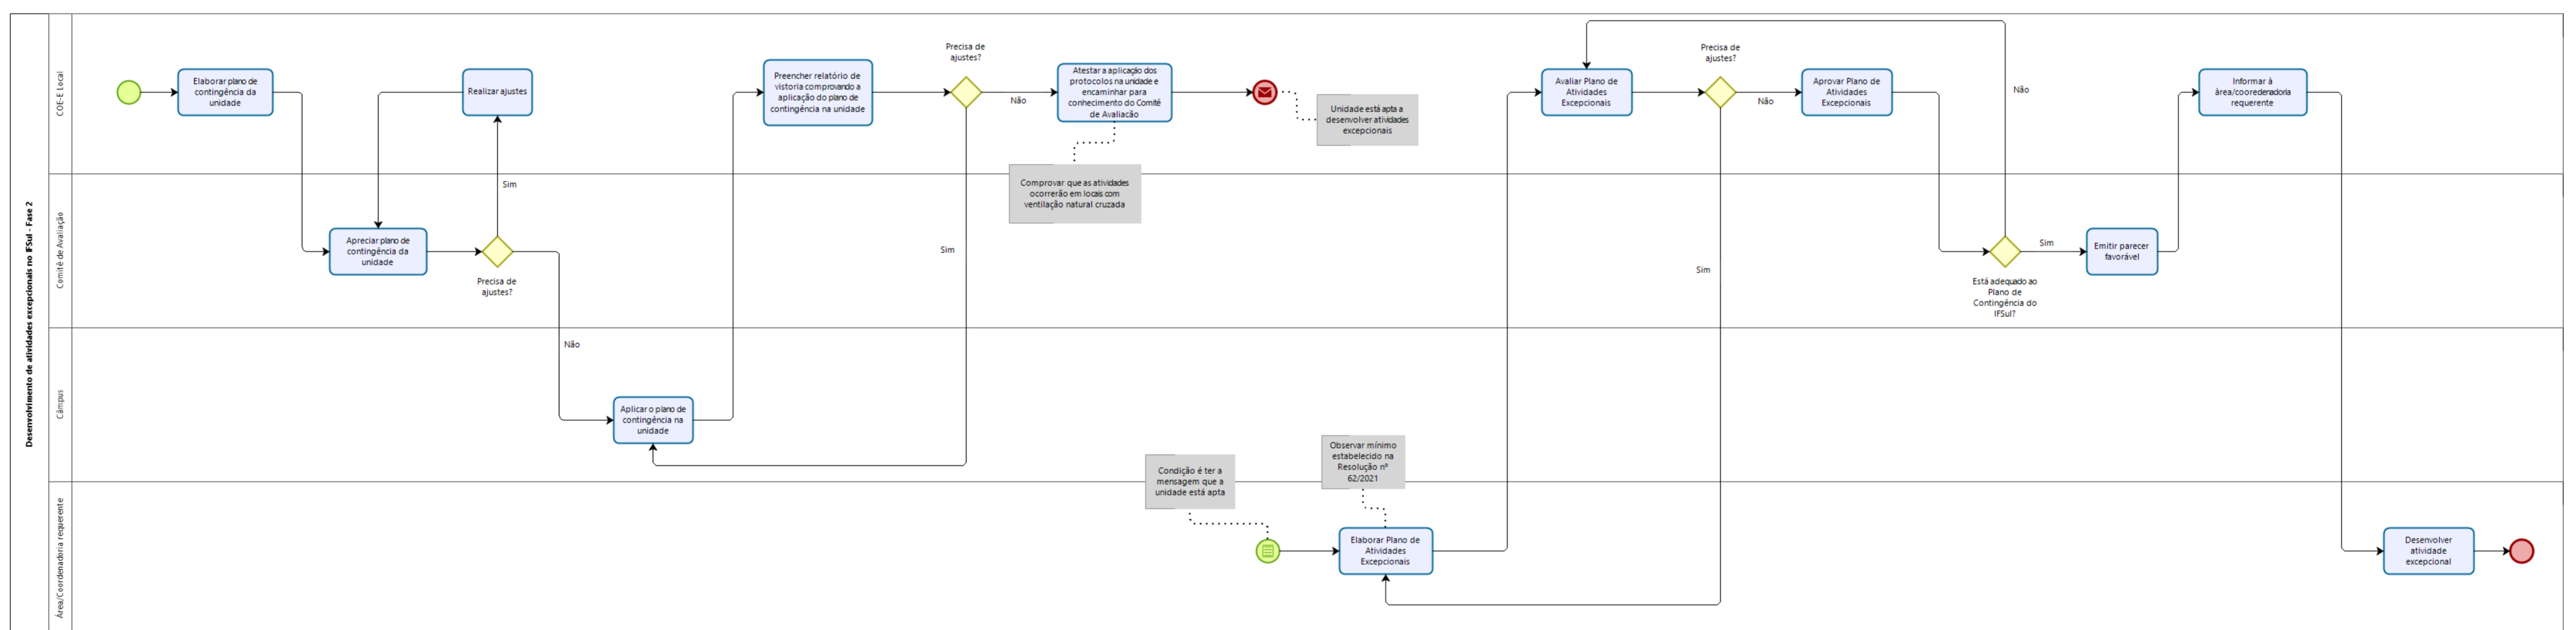 Desenvolvimento de atividades excepcionais no IFSul - Fase 2
COE-E Local
Elaborar plano de
contingência da
unidade
Realizar ajustes
Sim
Preencher relatório de
vistoria comprovando a
aplicação do plano de
contingência na unidade
Precisa de
ajustes?
Não
Sim
Atestar a aplicação dos
protocolos na unidade e
encaminhar para
conhecimento do Comitê
de Avaliacão
Comprovar que as atividades
ocorrerão em locais com
ventilação natural cruzada
Unidade está apta a
desenvolver atividades
excepcionais
Avaliar Plano de
Atividades
Excepcionais
Precisa de
ajustes?
Não
Sim
Aprovar Plano de
Atividades
Excepcionais
Não
Informar à
àrea/cooredenadoria
requerente
Comitê de Avaliação
Apreciar plano de
contingência da
unidade
Precisa de
ajustes?
Não
Está adequado ao
Plano de
Contingência do
IFSul?
Sim
Emitir parecer
favorável
Câmpus
Aplicar o plano de
contingência na
unidade
Área/Coordenadoria requerente
Condição é ter a
mensagem que a
unidade está apta
Observar mínimo
estabelecido na
Resolução nº
62/2021
Elaborar Plano de
Atividades
Excepcionais
Desenvolver
atividade
excepcional